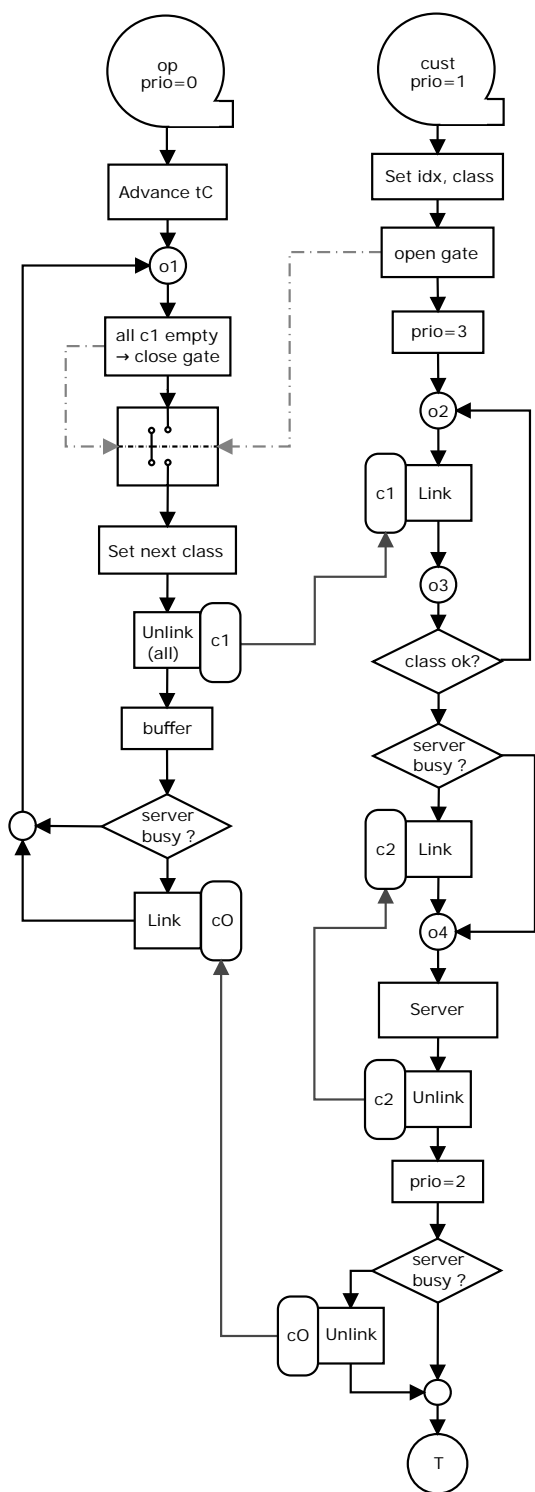 op
prio=0
Advance tC
o1
all c1 empty
→ close gate
Set next class
Unlink
(all)
c1
buffer
server
busy ?
Link
cO
cust
prio=1
Set idx, class
open gate
prio=3
o2
c1
Link
o3
class ok?
server
busy ?
c2
Link
o4
Server
c2
Unlink
prio=2
server
busy ?
cO
Unlink
T